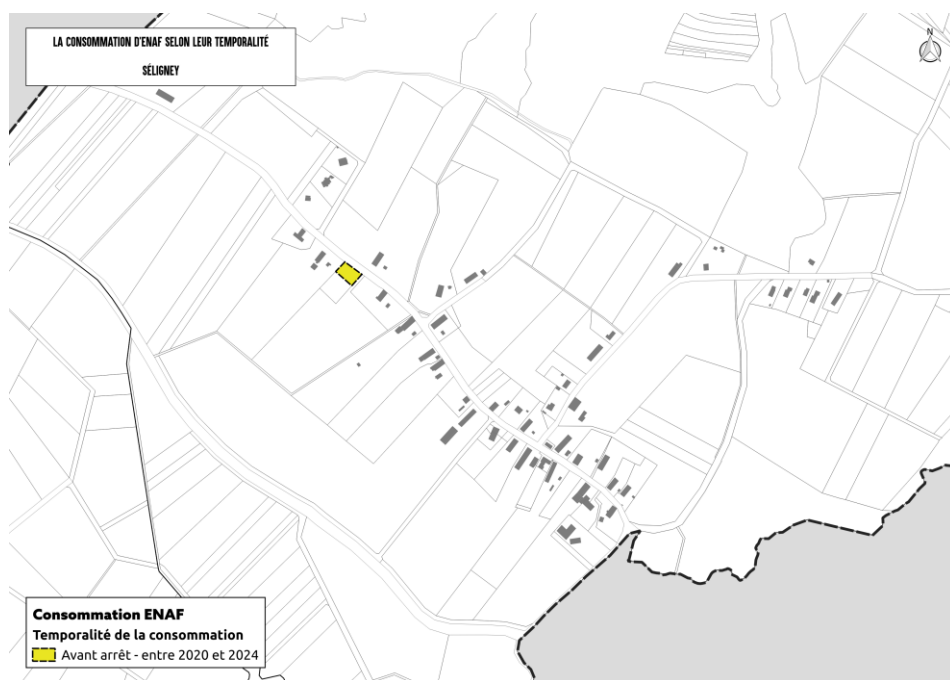 LA CONSOMMATION D'ENAF SELON LEUR TEMPORALITÉ
SÉLIGNEY
N
Consommation ENAF
Temporalité de la consommation
Avant arrêt - entre 2020 et 2024